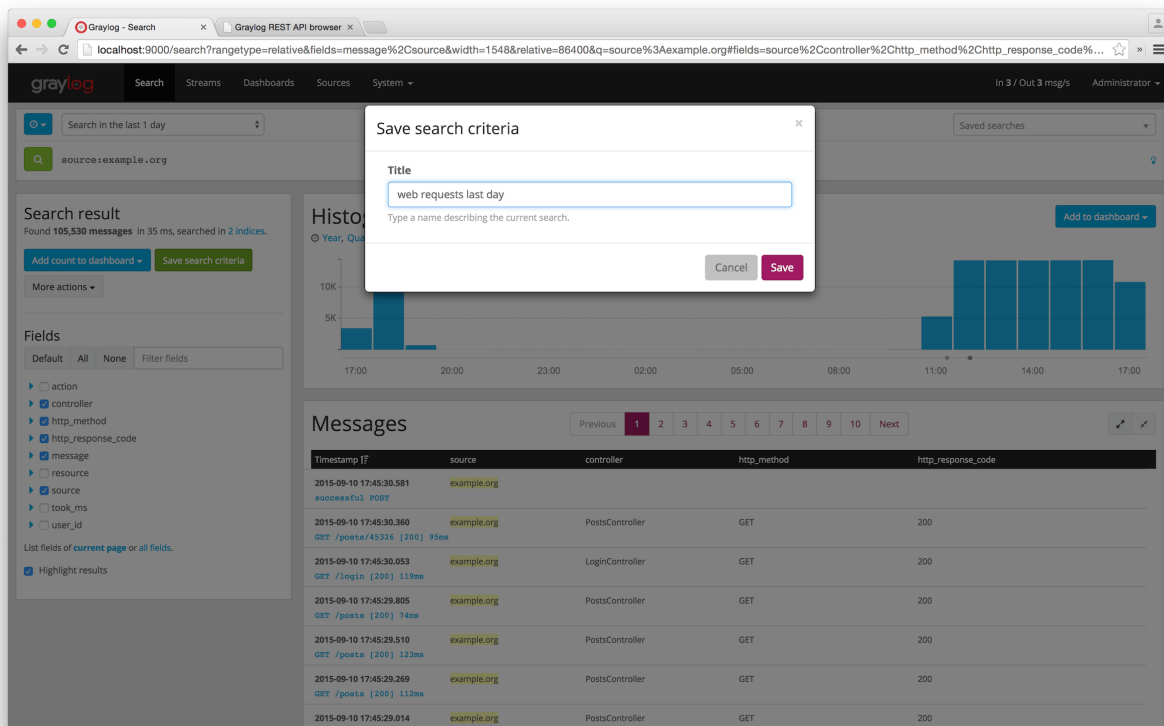 Graylog - Search
Graylog REST API browser
localhost:9000/search?rangetype=relative&fields=message%2Csource&width=1548&relative=86400&q=source%3Aexample.org#fields=source%2Ccontroller%2Chttp_method%2Chttp_response_code%...
graylog Search Streams Dashboards Sources System In 3 / Out 3 msg/s Administrator
Search in the last 1 day
Saved searches
source:example.org
Save search criteria
Title
web requests last day
Type a name describing the current search.
Cancel Save
Search result
Found 105,530 messages in 35 ms, searched in 2 indices.
Add count to dashboard Save search criteria
More actions
Fields
Default All None Filter fields
action
controller
http_method
http_response_code
message
resource
source
took_ms
user_id
List fields of current page or all fields.
Highlight results
Year,
Add to dashboard
10K
5K
17:00 20:00 23:00 02:00 05:00 08:00 11:00 14:00 17:00
Messages
Previous 1 2 3 4 5 6 7 8 9 10 Next
Timestamp source controller http_method http_response_code
2015-09-10 17:45:30.581 example.org
successful POST
2015-09-10 17:45:30.360 example.org PostsController GET 200
GET /posts/45326 [200] 95ms
2015-09-10 17:45:30.053 example.org LoginController GET 200
GET /login [200] 119ms
2015-09-10 17:45:29.805 example.org PostsController GET 200
GET /posts [200] 74ms
2015-09-10 17:45:29.510 example.org PostsController GET 200
GET /posts [200] 123ms
2015-09-10 17:45:29.269 example.org PostsController GET 200
GET /posts [200] 112ms
2015-09-10 17:45:29.014 example.org PostsController GET 200